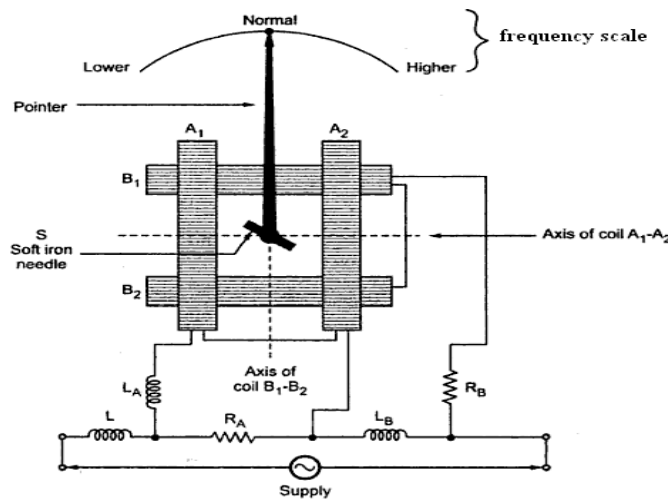 Normal
frequency scale
Lower
Higher
Pointer
A1
A2
B1
S
Soft iron
needle
Axis of coil A1-A2
B2
Axis of
coil B1-B2
LA
RB
L
RA
LB
Supply